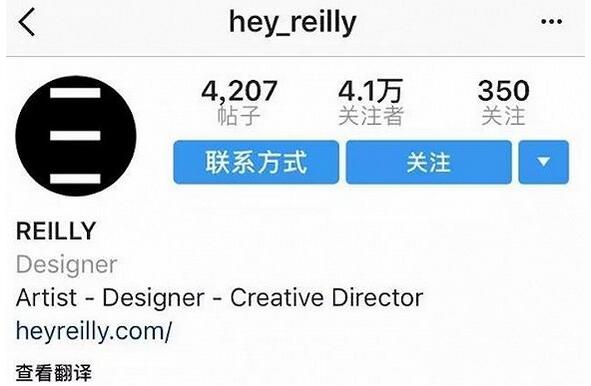 hey_reilly
4,207 4.1万 350
帖子 关注者 关注
联系方式 关注
REILLY
Designer
Artist - Designer - Creative Director
heyreilly.com/
查看翻译